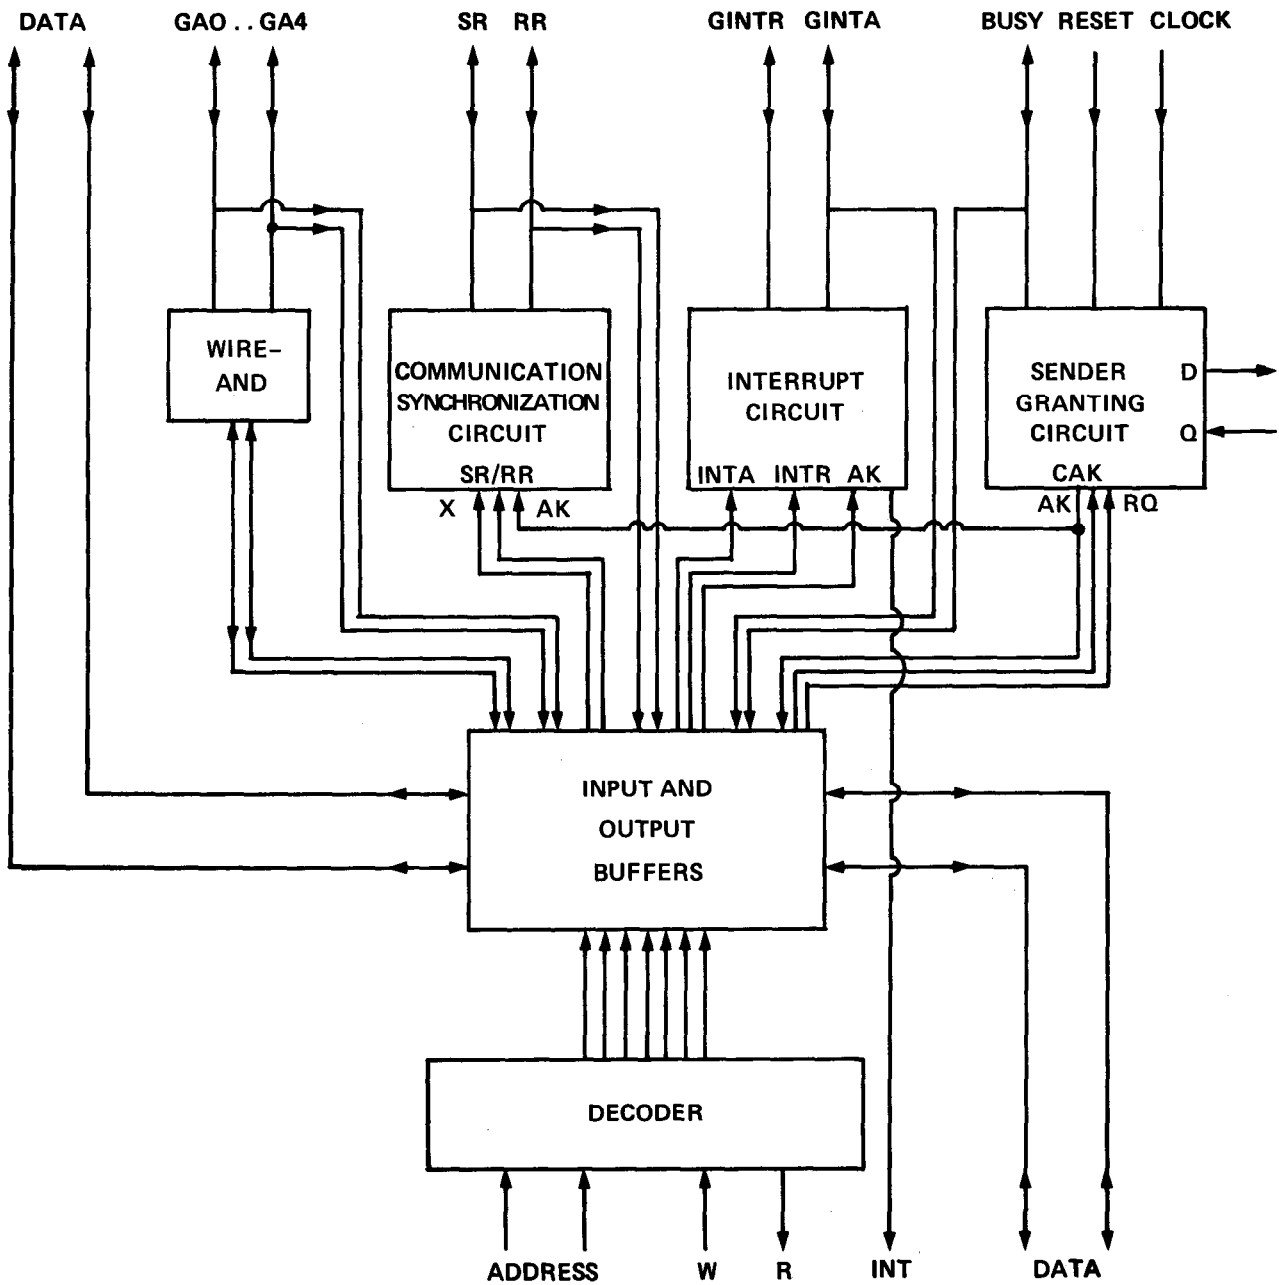 DATA GA0 . . GA4 SR RR GINTR GINTA BUSY RESET CLOCK
WIRE–
AND
COMMUNICATION
SYNCHRONIZATION
CIRCUIT
SR/RR
INTERRUPT
CIRCUIT
INTA INTR AK
SENDER
GRANTING
CIRCUIT
D
Q
CAK
X AK
AK RQ
INPUT AND
OUTPUT
BUFFERS
DECODER
ADDRESS W R INT DATA